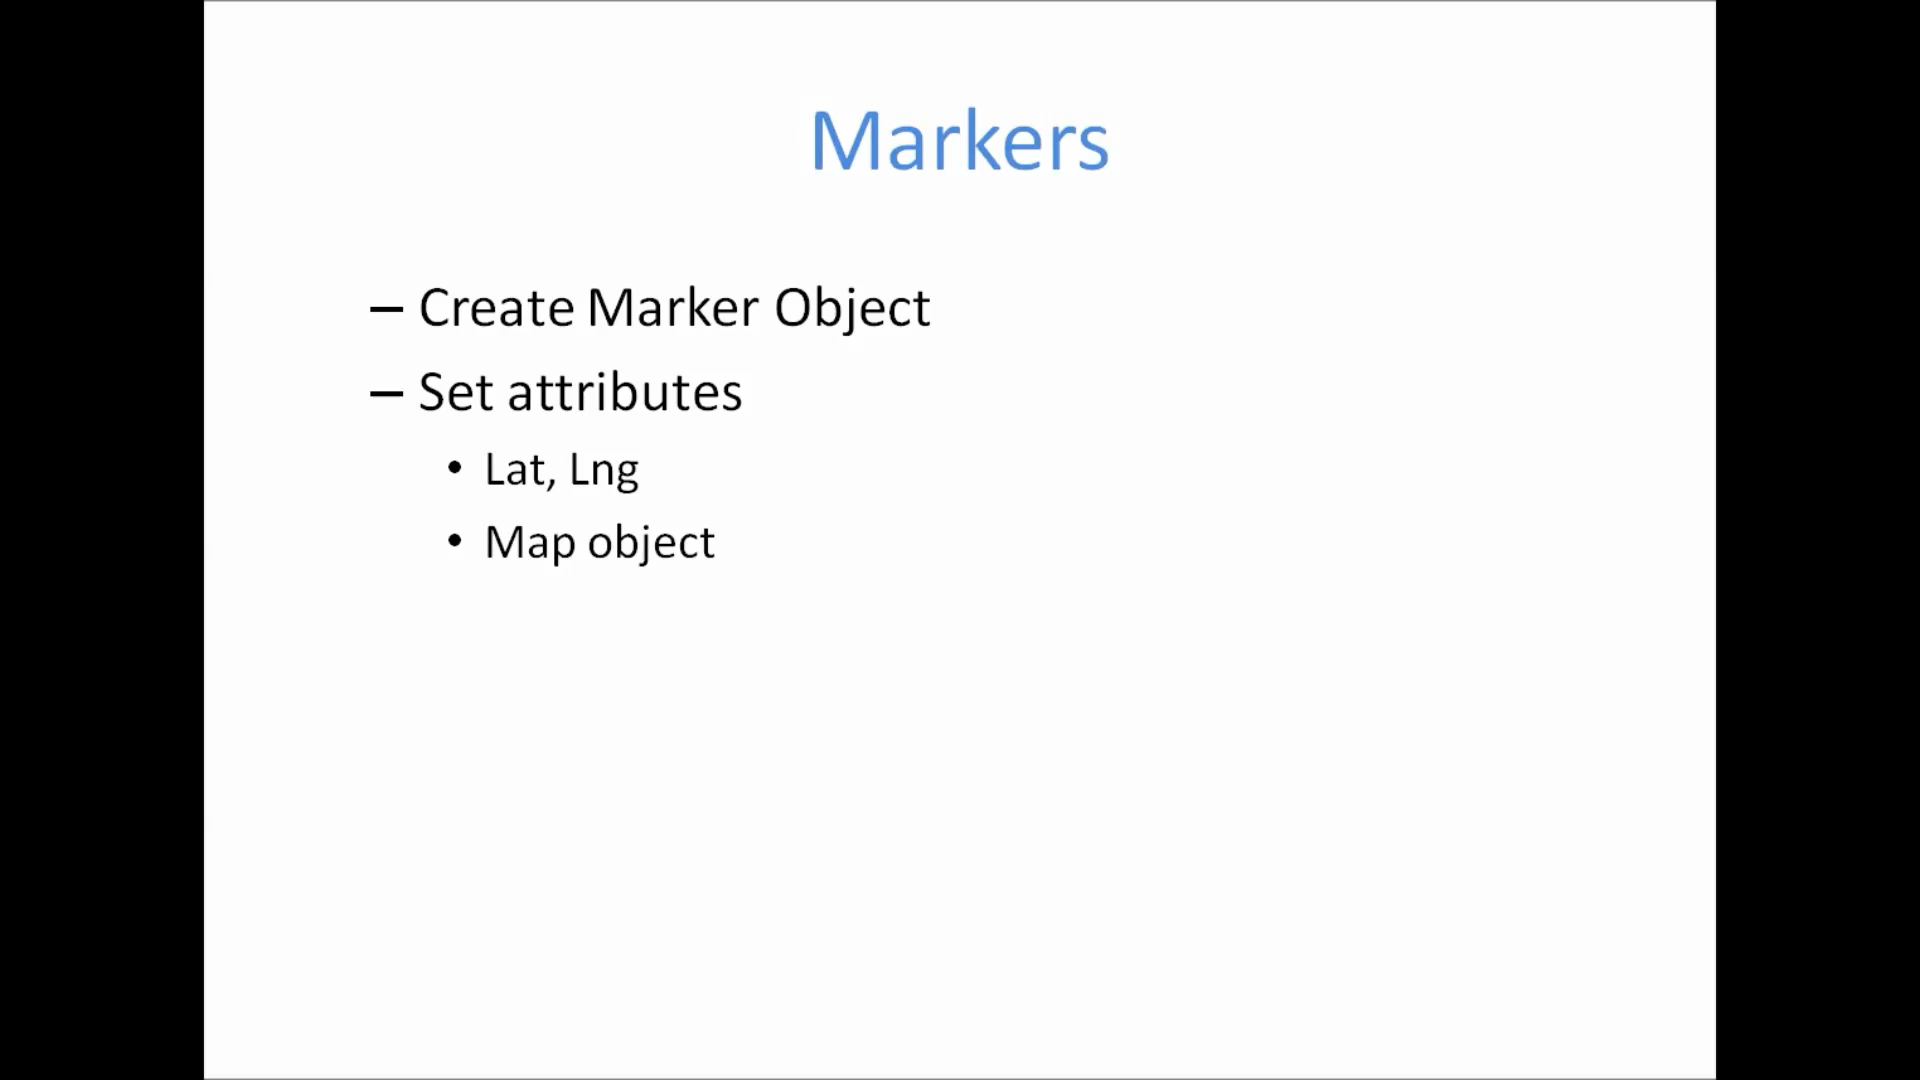 Markers
– Create Marker Object
– Set attributes
• Lat, Lng
• Map object